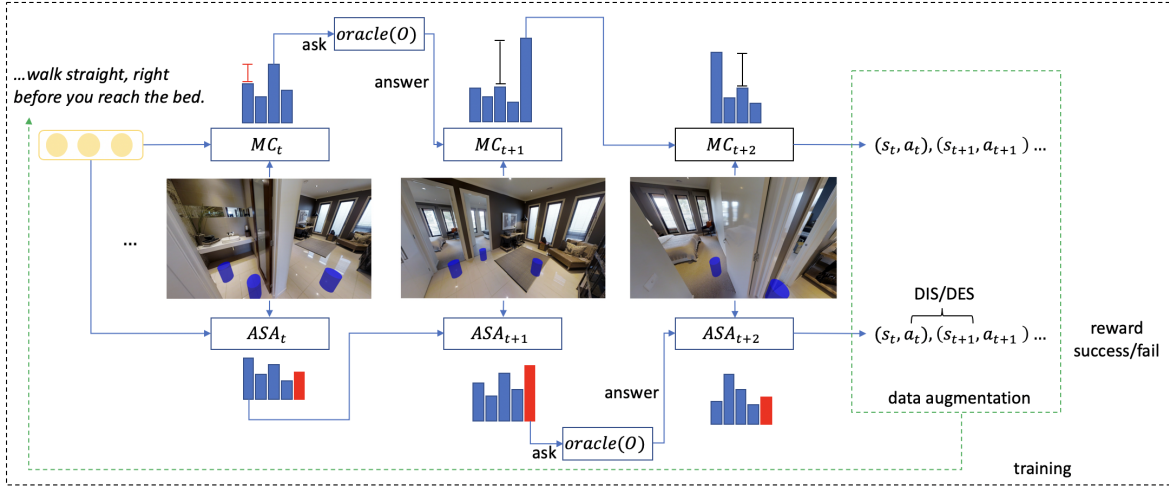 ask
oracle(O)
answer
...walk straight, right
before you reach the bed.
MC_t
MC_{t+1}
MC_{t+2}
(s_t, a_t), (s_{t+1}, a_{t+1}) ...
...
DIS/DES
ASA_t
ASA_{t+1}
ASA_{t+2}
(s_t, a_t), (s_{t+1}, a_{t+1}) ...
reward
success/fail
answer
data augmentation
ask
oracle(O)
training